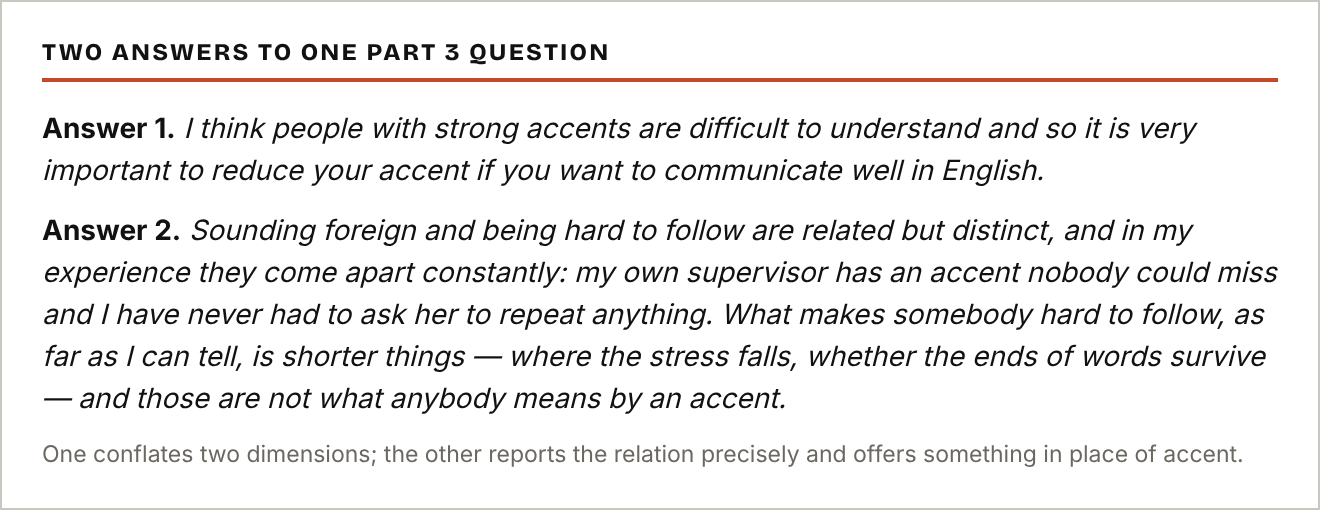 TWO ANSWERS TO ONE PART 3 QUESTION
Answer 1. I think people with strong accents are difficult to understand and so it is very
important to reduce your accent if you want to communicate well in English.
Answer 2. Sounding foreign and being hard to follow are related but distinct, and in my
experience they come apart constantly: my own supervisor has an accent nobody could miss
and I have never had to ask her to repeat anything. What makes somebody hard to follow, as
far as I can tell, is shorter things — where the stress falls, whether the ends of words survive
— and those are not what anybody means by an accent.
One conflates two dimensions; the other reports the relation precisely and offers something in place of accent.